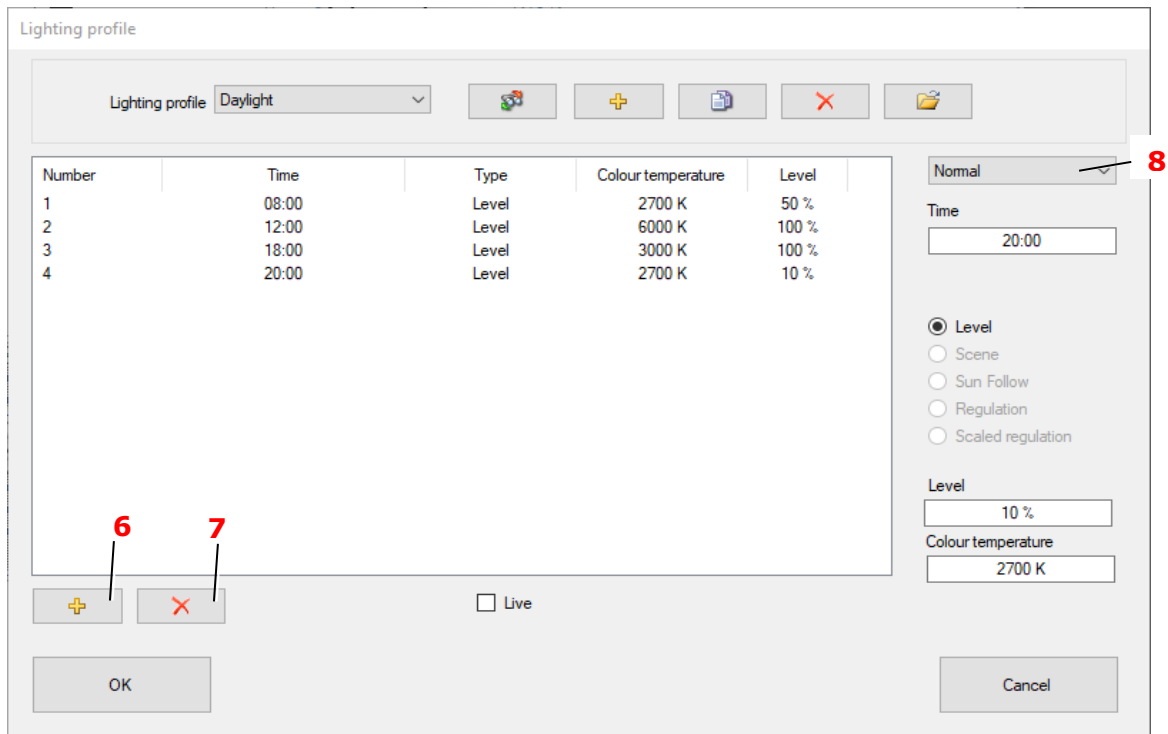 Lighting profile
Lighting profile Daylight
Number Time Type Colour temperature Level
1 08:00 Level 2700 K 50 %
2 12:00 Level 6000 K 100 %
3 18:00 Level 3000 K 100 %
4 20:00 Level 2700 K 10 %
Normal
8
Time
20:00
Level
Scene
Sun Follow
Regulation
Scaled regulation
Level
10 %
Colour temperature
2700 K
6 7
Live
OK Cancel